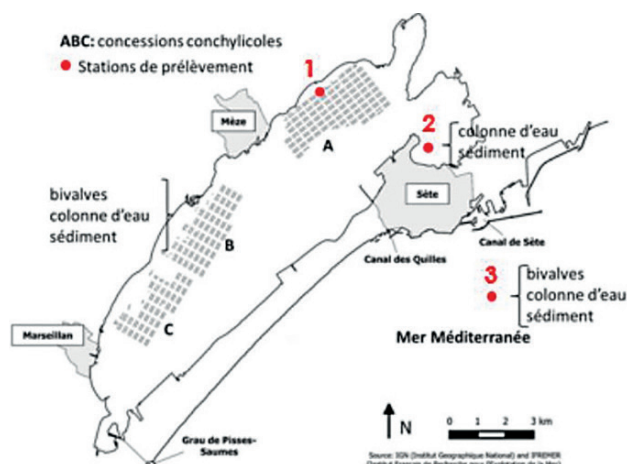 ABC: concessions conchylicoles
Stations de prélèvement
1
Mèze
A
2
colonne d'eau
sédiment
Sète
bivalves
colonne d'eau
sédiment
B
Canal de Sète
Canal des Quilles
3
bivalves
colonne d'eau
sédiment
C
Marseillan
Mer Méditerranée
N
0 1 2 3 km
Grau de Pisses-
Saumes
Source: IGN (Institut Geographique National) and IFREMER